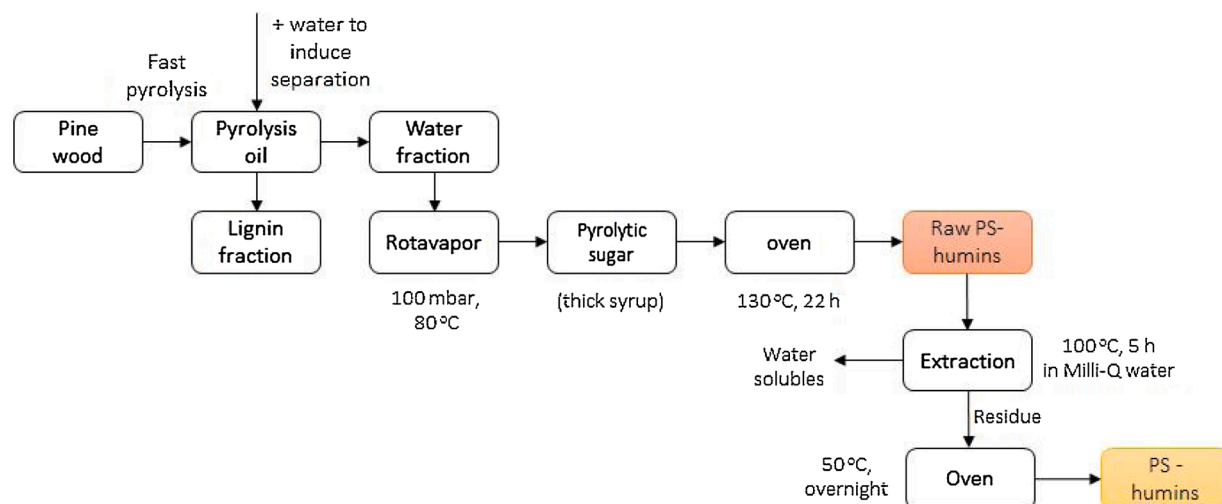 + water to
induce
separation
Fast
pyrolysis
Pine
wood
Pyrolysis
oil
Water
fraction
Lignin
fraction
Rotavapor
Pyrolytic
sugar
oven
Raw PS-
humins
100 mbar,
80 °C
(thick syrup)
130 °C, 22 h
Water
solubles
Extraction
100 °C, 5 h
in Milli-Q water
Residue
50 °C,
overnight
Oven
PS -
humins